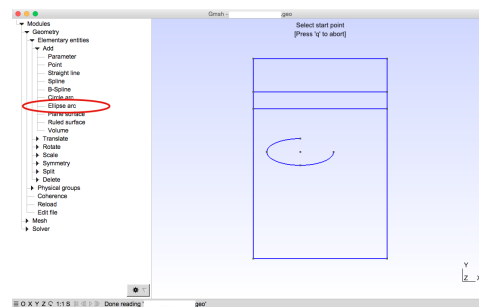 Gmsh - geo
Modules
Geometry
Elementary entities
Add
Parameter
Point
Straight line
Spline
B-Spline
Circle arc
Ellipse arc
Plane surface
Ruled surface
Volume
Translate
Rotate
Scale
Symmetry
Split
Delete
Physical groups
Coherence
Reload
Edit file
Mesh
Solver
Select start point
[Press 'q' to abort]
Y
Z X
O X Y Z 1:1 S Done reading ' geo'